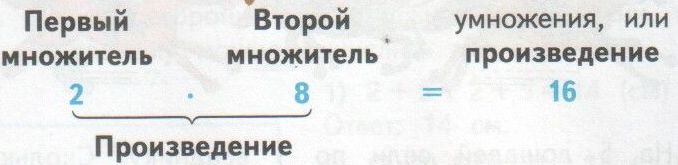 Первый Второй умножения, или
множитель множитель произведение
2 · 8 = 16
Произведение